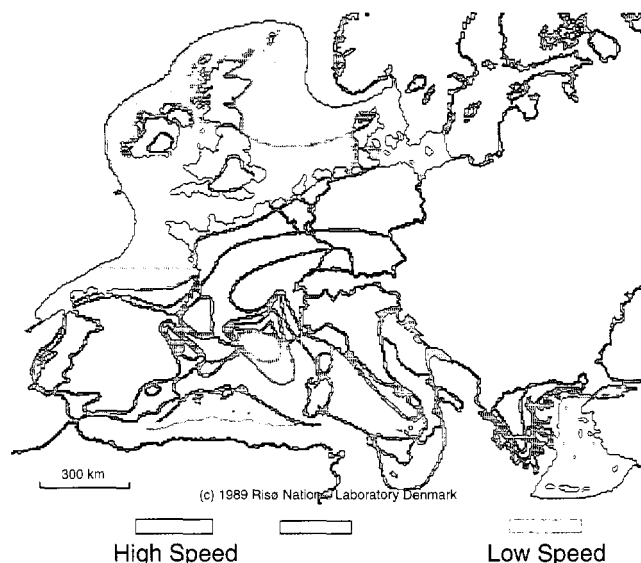 300 km
(c) 1989 Risø National Laboratory Denmark
High Speed Low Speed